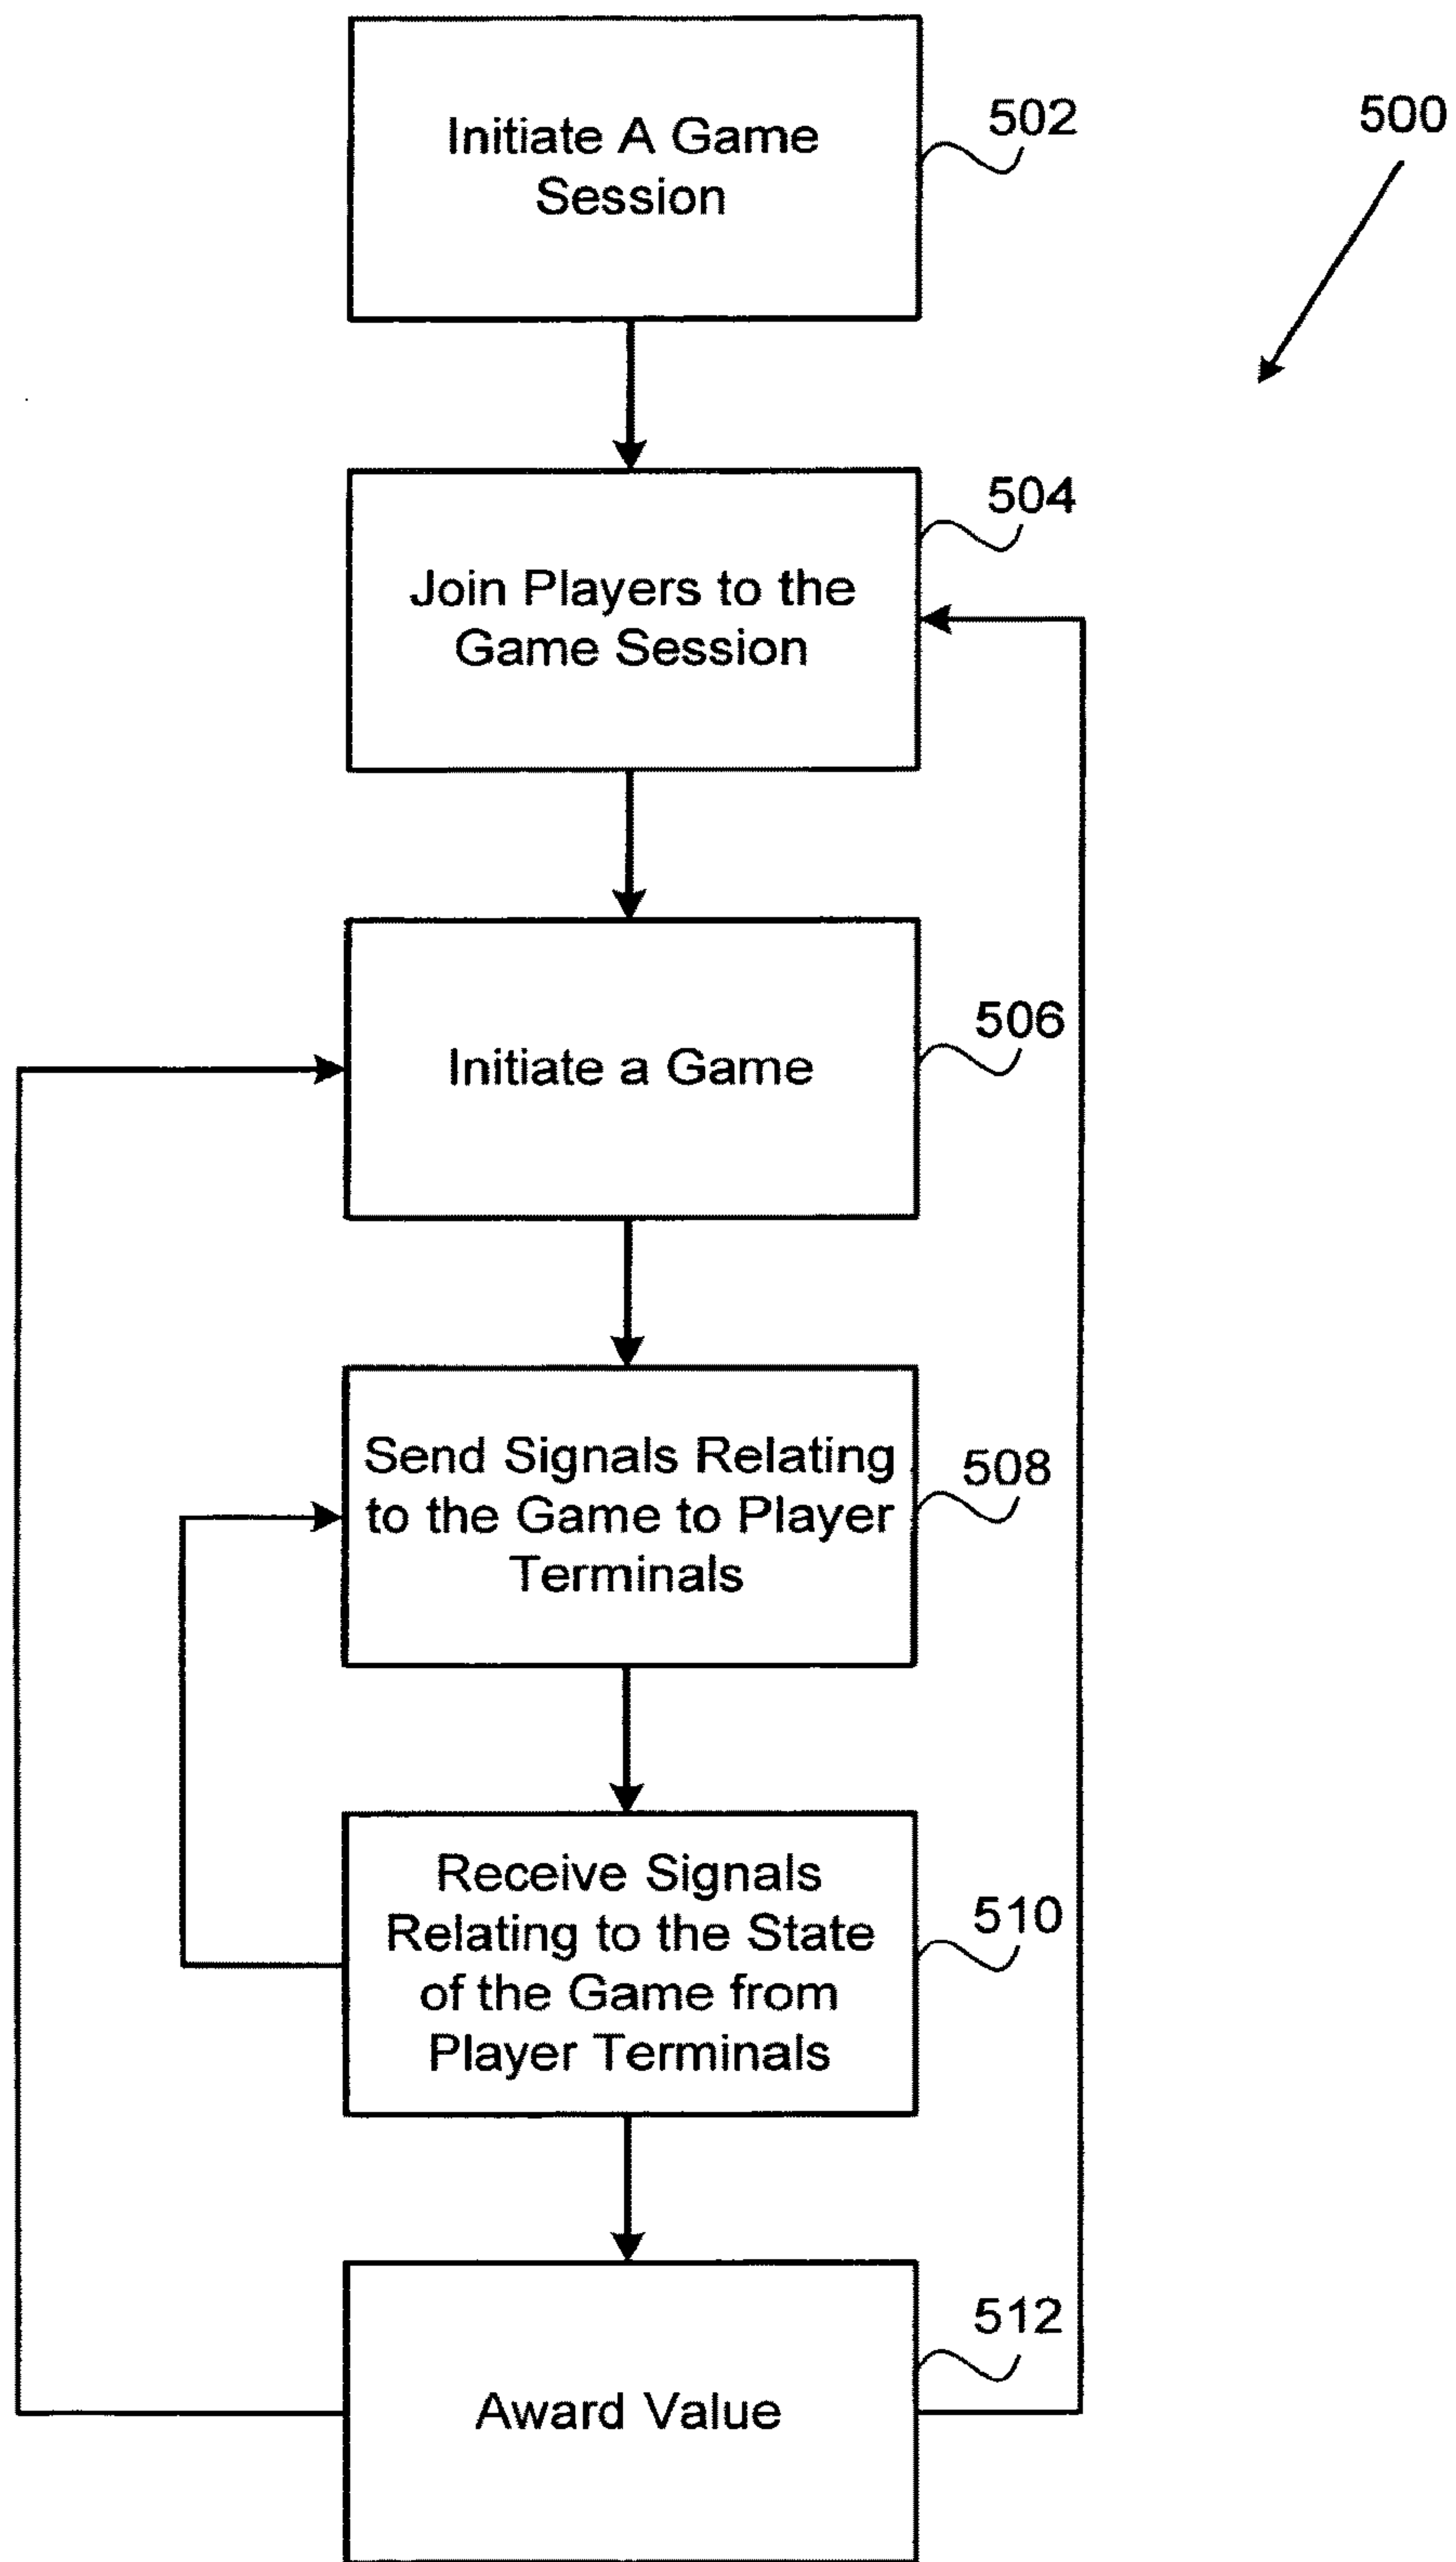 Initiate A Game
Session
502
500
Join Players to the
Game Session
504
Initiate a Game
506
Send Signals Relating
to the Game to Player
Terminals
508
Receive Signals
Relating to the State
of the Game from
Player Terminals
510
Award Value
512